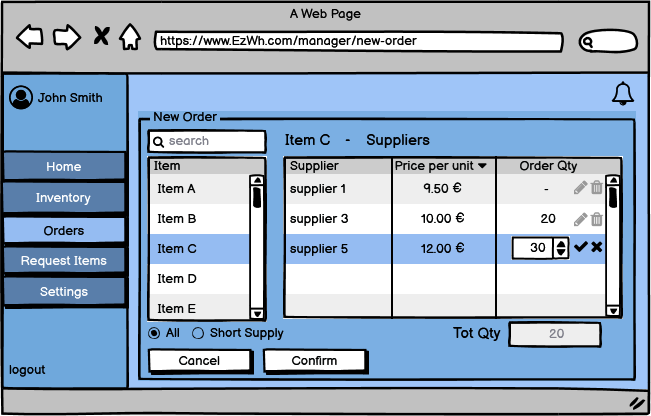 A Web Page
https://www.EzWh.com/manager/new-order
John Smith
Home
Inventory
Orders
Request Items
Settings
logout
New Order
search
Item C - Suppliers
Item
Item A
Item B
Item C
Item D
Item E
Supplier Price per unit Order Qty
supplier 1 9.50 € -
supplier 3 10.00 € 20
supplier 5 12.00 € 30
All Short Supply
Tot Qty 20
Cancel Confirm